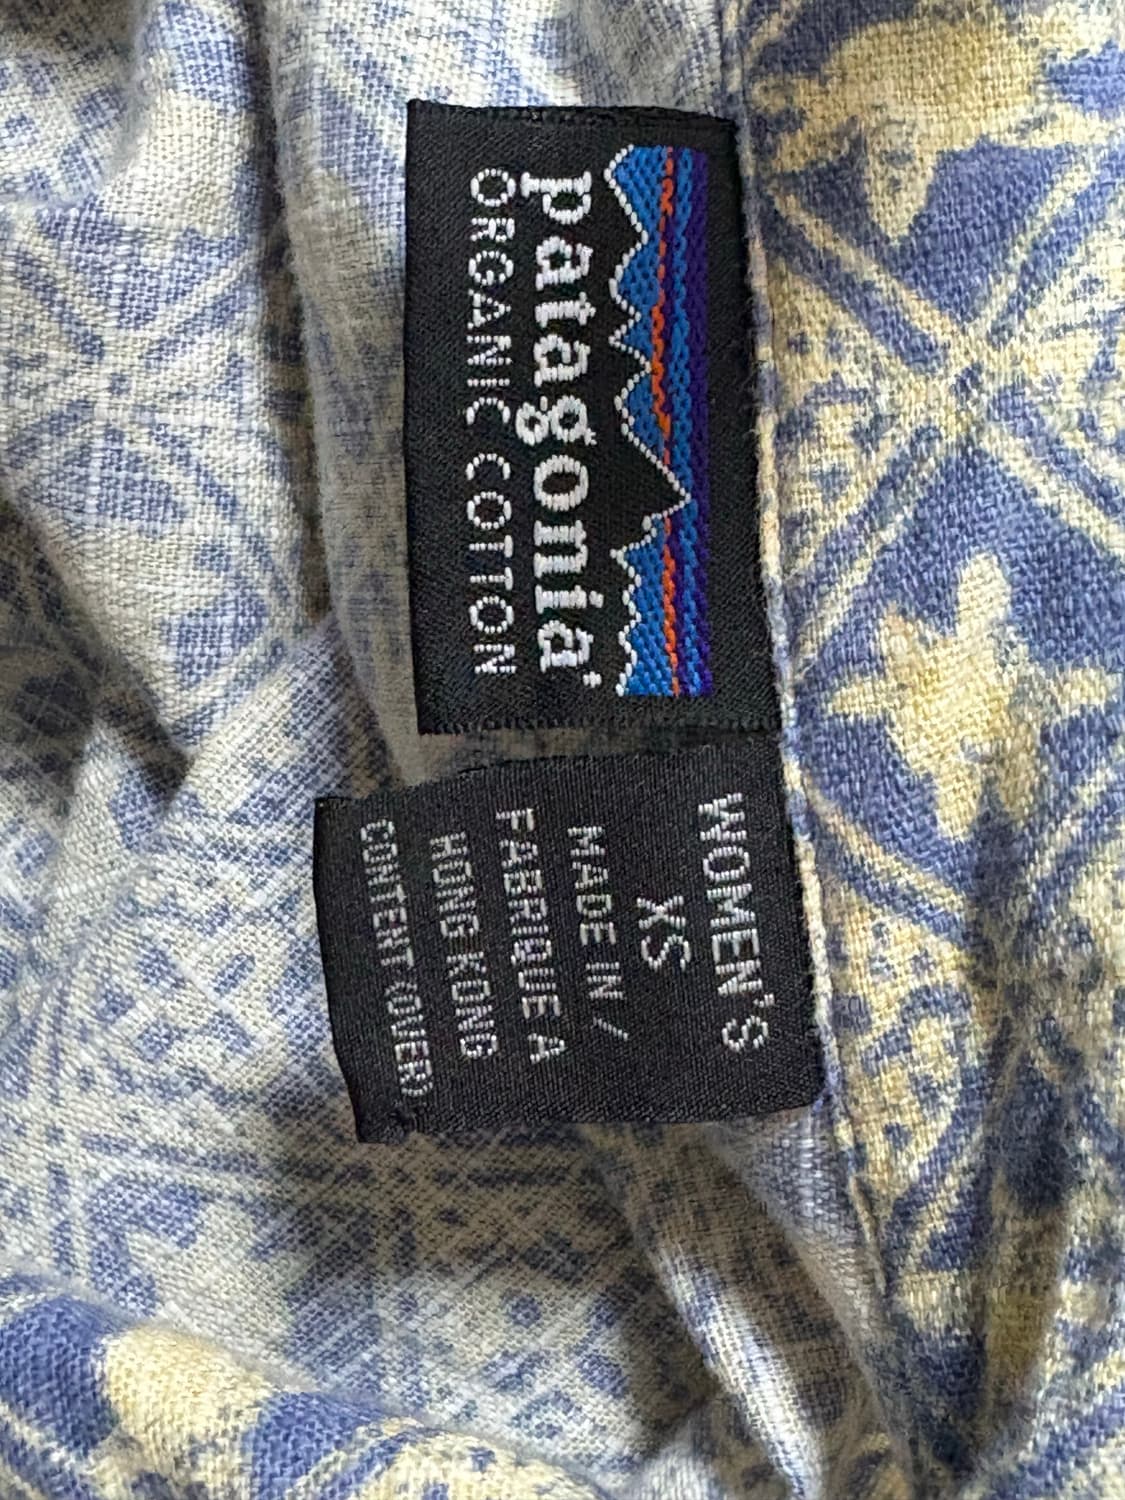 patagonia
ORGANIC COTTON
WOMEN'S
XS
MADE IN /
FABRIQUE A
HONG KONG
CONTENT (OVER)